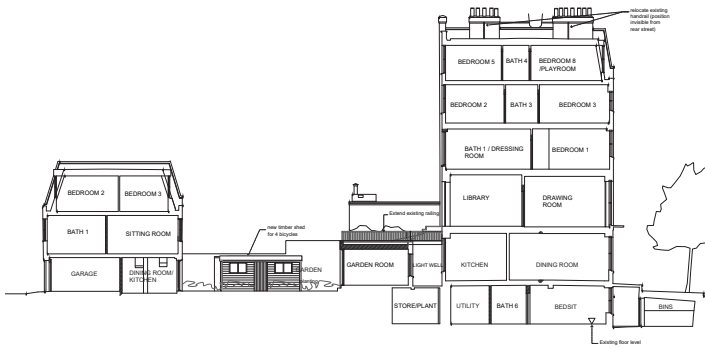 relocate existing
handrail (position
invisible from
rear street)
BEDROOM 5
BATH 4
BEDROOM 8
/PLAYROOM
BEDROOM 2
BATH 3
BEDROOM 3
BATH 1 / DRESSING
ROOM
BEDROOM 1
BEDROOM 2
BEDROOM 3
LIBRARY
DRAWING
ROOM
Extend existing railing
BATH 1
SITTING ROOM
new timber shed
for 4 bicycles
GARAGE
DINING ROOM/
KITCHEN
GARDEN
GARDEN ROOM
LIGHT WELL
KITCHEN
DINING ROOM
STORE/PLANT
UTILITY
BATH 6
BEDSIT
BINS
Existing floor level